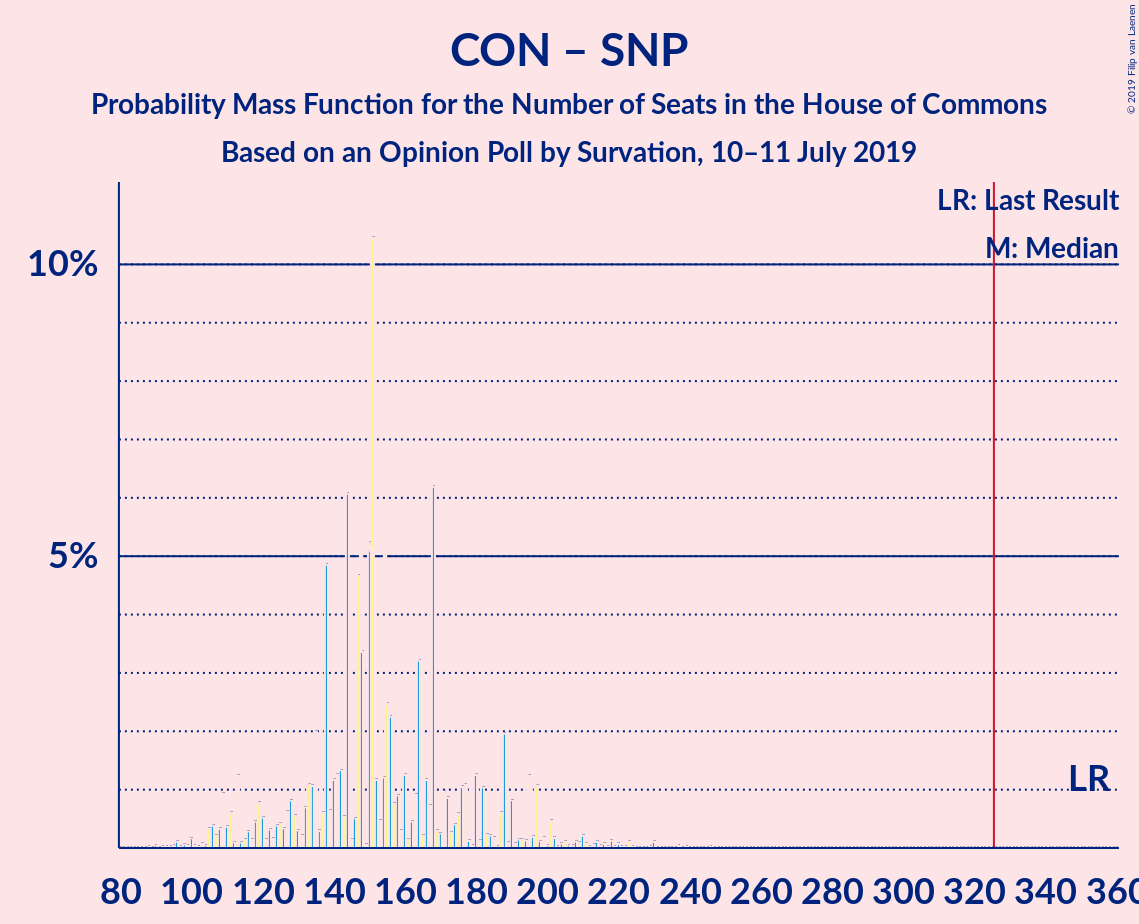 CON – SNP
Probability Mass Function for the Number of Seats in the House of Commons
Based on an Opinion Poll by Survation, 10–11 July 2019
© 2019 Filip van Laenen
LR: Last Result
M: Median
10%
5%
LR
80 100 120 140 160 180 200 220 240 260 280 300 320 340 360